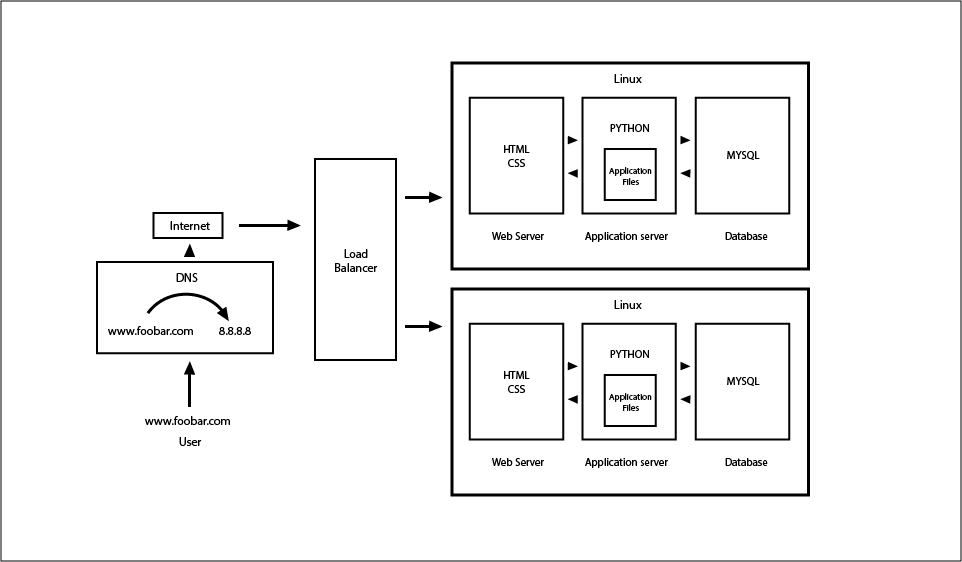 Linux
HTML
CSS
PYTHON
Application
Files
MYSQL
Web Server
Application server
Database
Internet
Load
Balancer
DNS
www.foobar.com
8.8.8.8
www.foobar.com
User
Linux
HTML
CSS
PYTHON
Application
Files
MYSQL
Web Server
Application server
Database